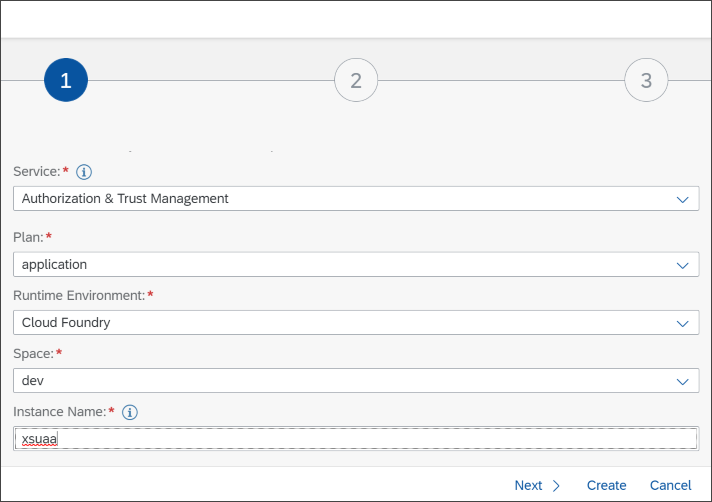 1 2 3
Service:*
Authorization & Trust Management
Plan:*
application
Runtime Environment:*
Cloud Foundry
Space:*
dev
Instance Name:*
xsuaa
Next Create Cancel